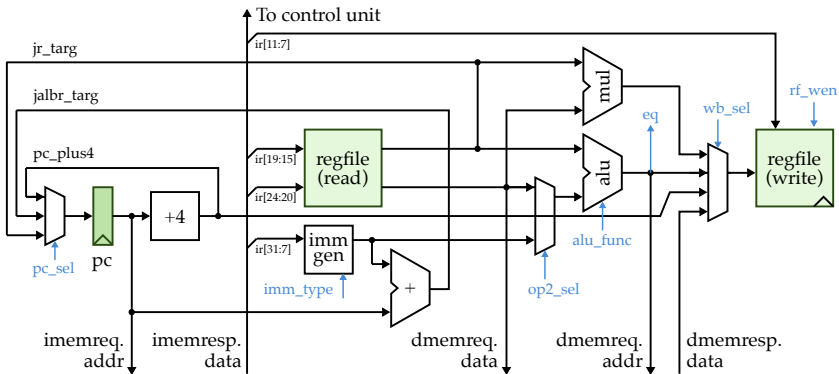 To control unit
ir[11:7]
jr_targ
mul
jalbr_targ
rf_wen
eq
wb_sel
pc_plus4
ir[19:15]
regfile
(read)
alu
regfile
(write)
ir[24:20]
+4
ir[31:7]
imm
gen
alu_func
pc_sel
pc
imm_type
+
op2_sel
imemreq.
addr
imemresp.
data
dmemreq.
data
dmemreq.
addr
dmemresp.
data